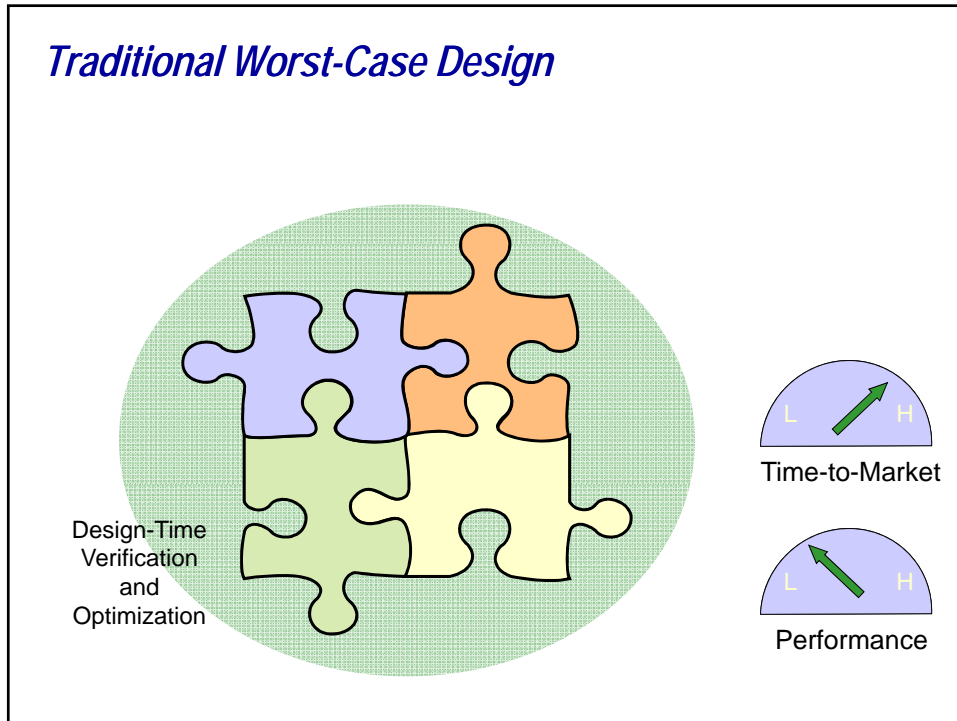 Traditional Worst-Case Design
Design-Time
Verification
and
Optimization
L
H
Time-to-Market
L
H
Performance